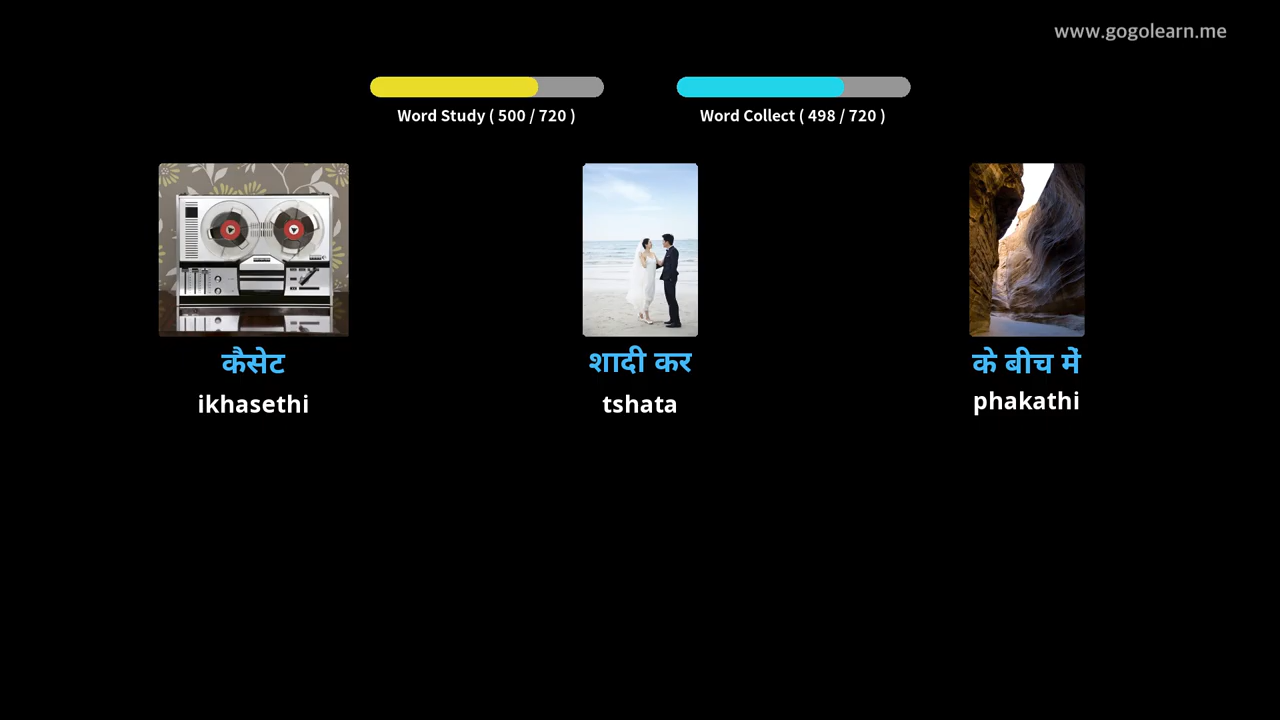 www.gogolearn.me
Word Study ( 500 / 720 )
Word Collect ( 498 / 720 )
कैसेट
शादी कर
के बीच में
ikhasethi
tshata
phakathi